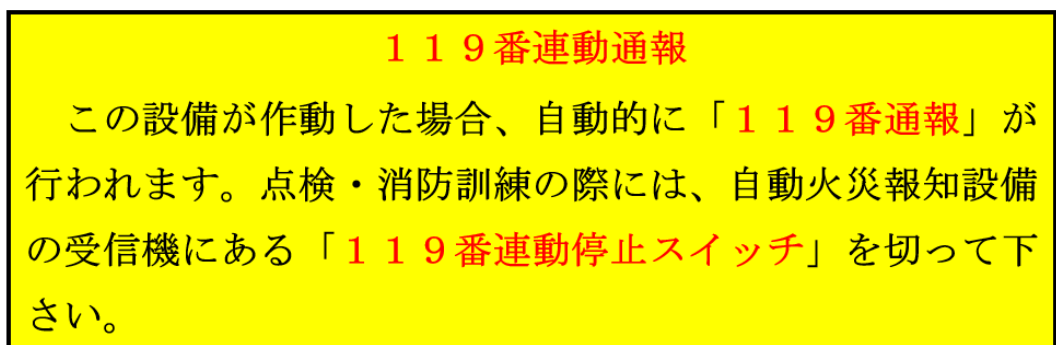 １１９番連動通報
　この設備が作動した場合、自動的に「１１９番通報」が
行われます。点検・消防訓練の際には、自動火災報知設備
の受信機にある「１１９番連動停止スイッチ」を切って下
さい。